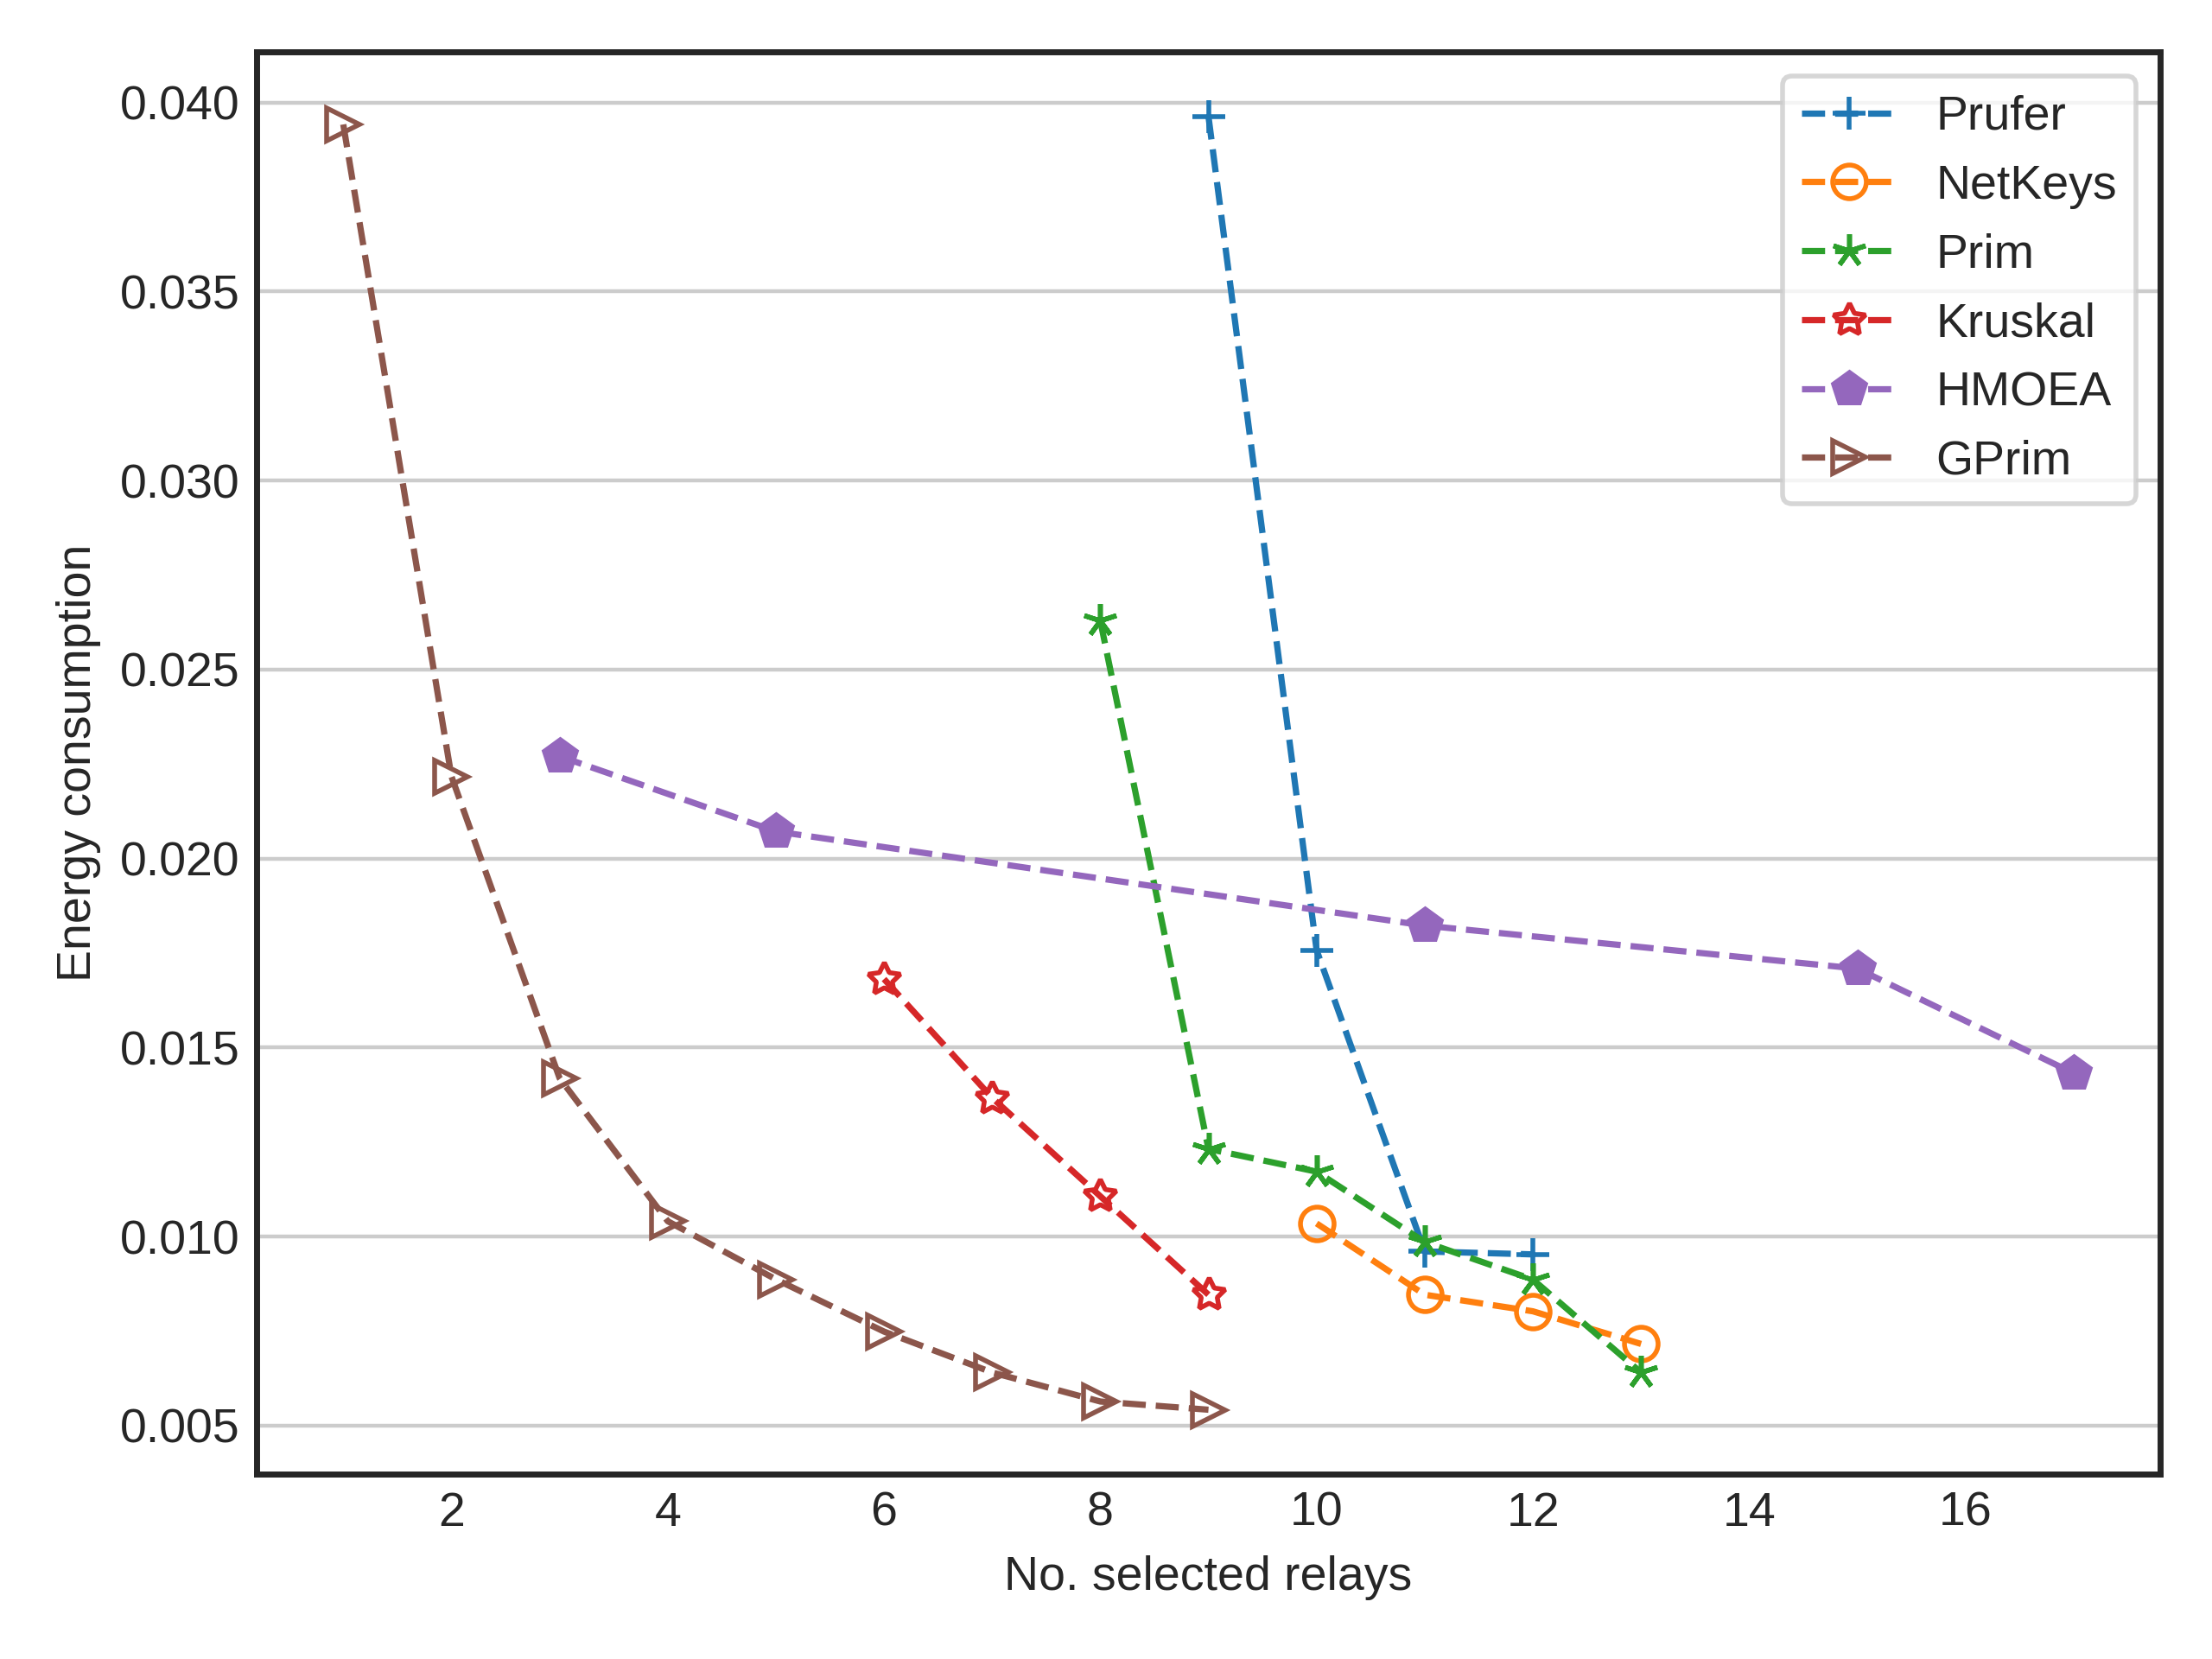 0.040
0.035
0.030
0.025
0.020
0.015
0.010
0.005
Energy consumption
2 4 6 8 10 12 14 16
No. selected relays
Prufer
NetKeys
Prim
Kruskal
HMOEA
GPrim